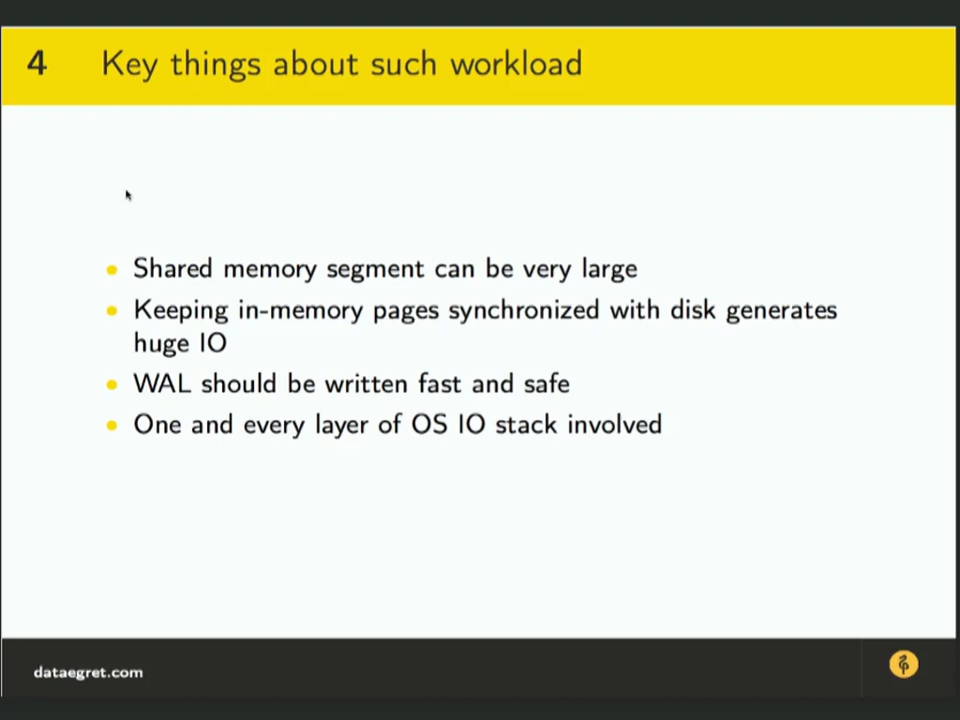 4 Key things about such workload
Shared memory segment can be very large
Keeping in-memory pages synchronized with disk generates
huge IO
WAL should be written fast and safe
One and every layer of OS IO stack involved
dataegret.com